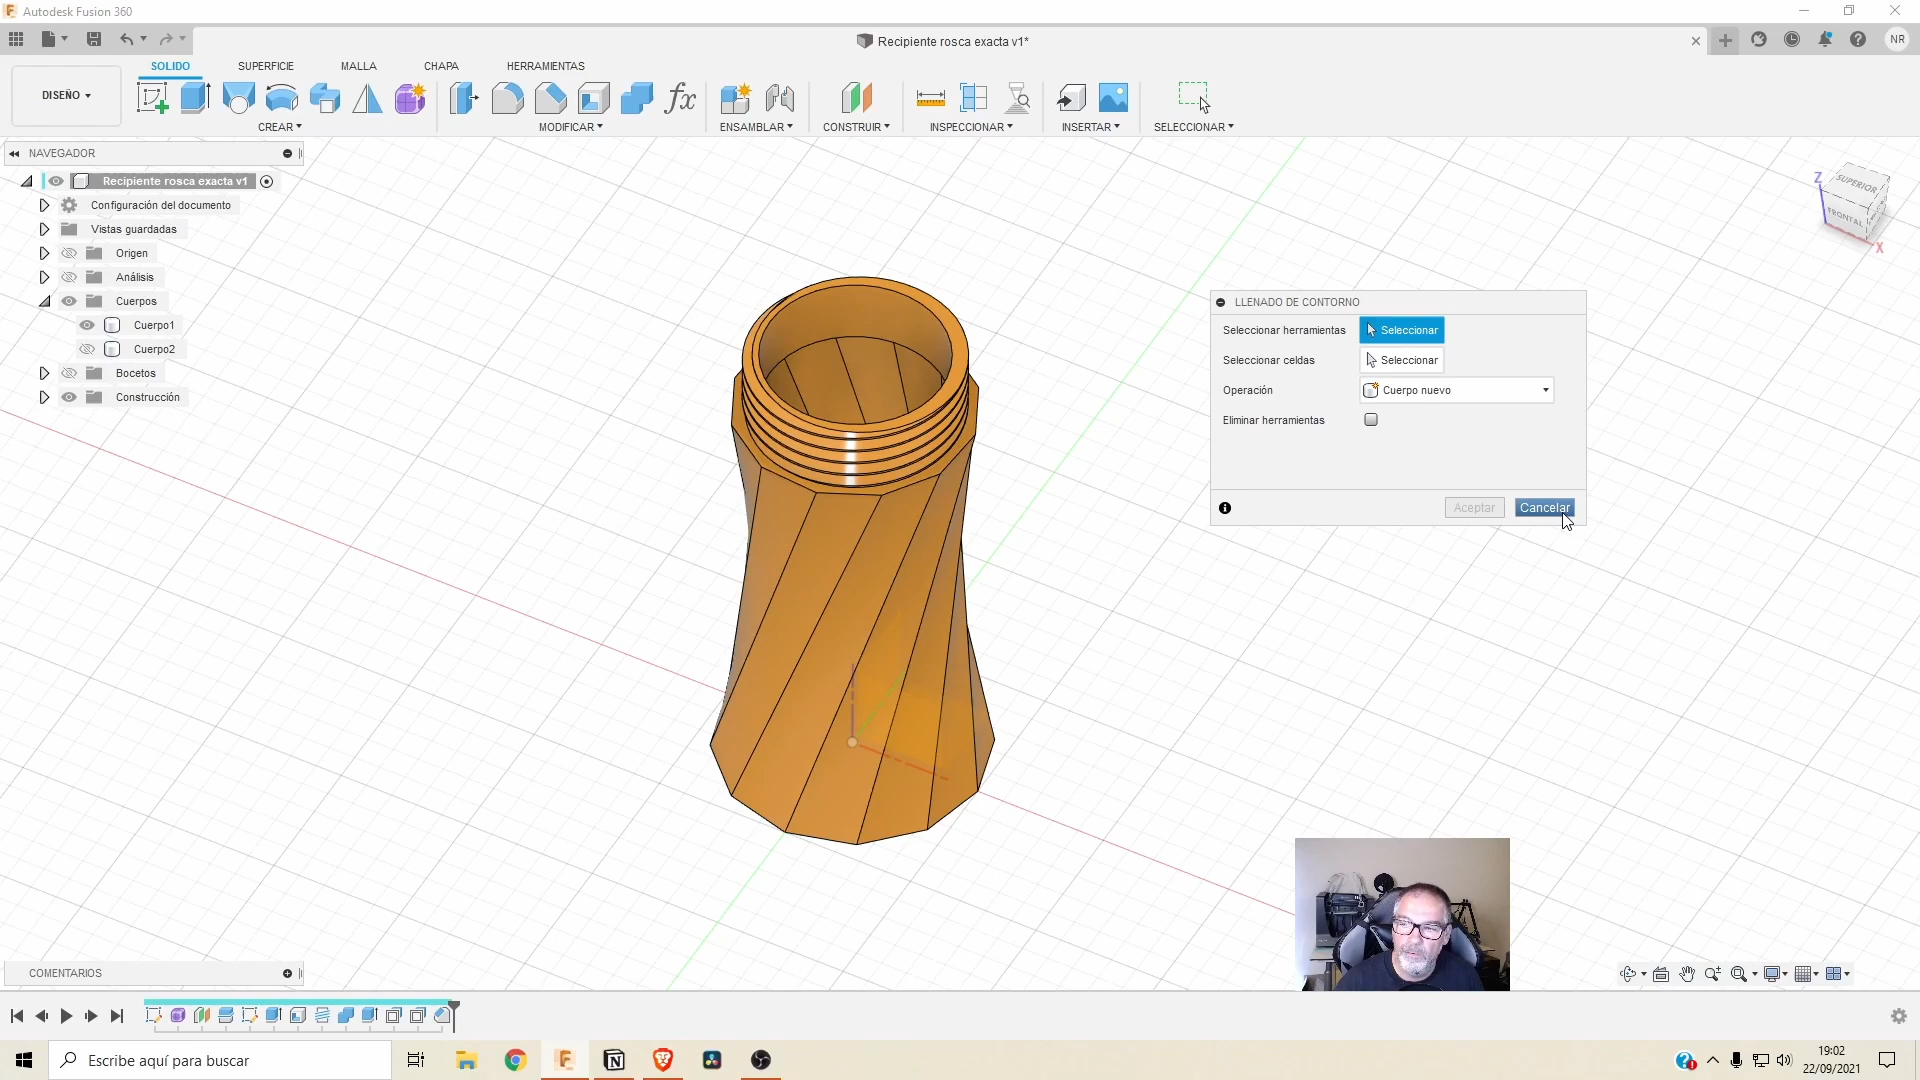 Autodesk Fusion 360
Recipiente rosca exacta v1*
NR
DISEÑO
SOLIDO
SUPERFICIE
MALLA
CHAPA
HERRAMIENTAS
CREAR
MODIFICAR
ENSAMBLAR
CONSTRUIR
INSPECCIONAR
INSERTAR
SELECCIONAR
fx
NAVEGADOR
Recipiente rosca exacta v1
Configuración del documento
Vistas guardadas
Origen
Análisis
Cuerpos
Cuerpo1
Cuerpo2
Bocetos
Construcción
Z
SUPERIOR
FRONTAL
X
LLENADO DE CONTORNO
Seleccionar herramientas
Seleccionar
Seleccionar celdas
Seleccionar
Operación
Cuerpo nuevo
Eliminar herramientas
Aceptar
Cancelar
COMENTARIOS
Escribe aquí para buscar
19:02
22/09/2021